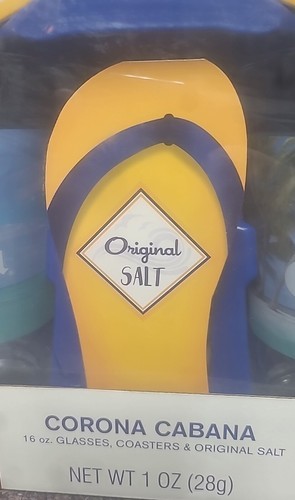 Original
SALT
CORONA CABANA
16 oz. GLASSES, COASTERS & ORIGINAL SALT
NET WT 1 OZ (28g)